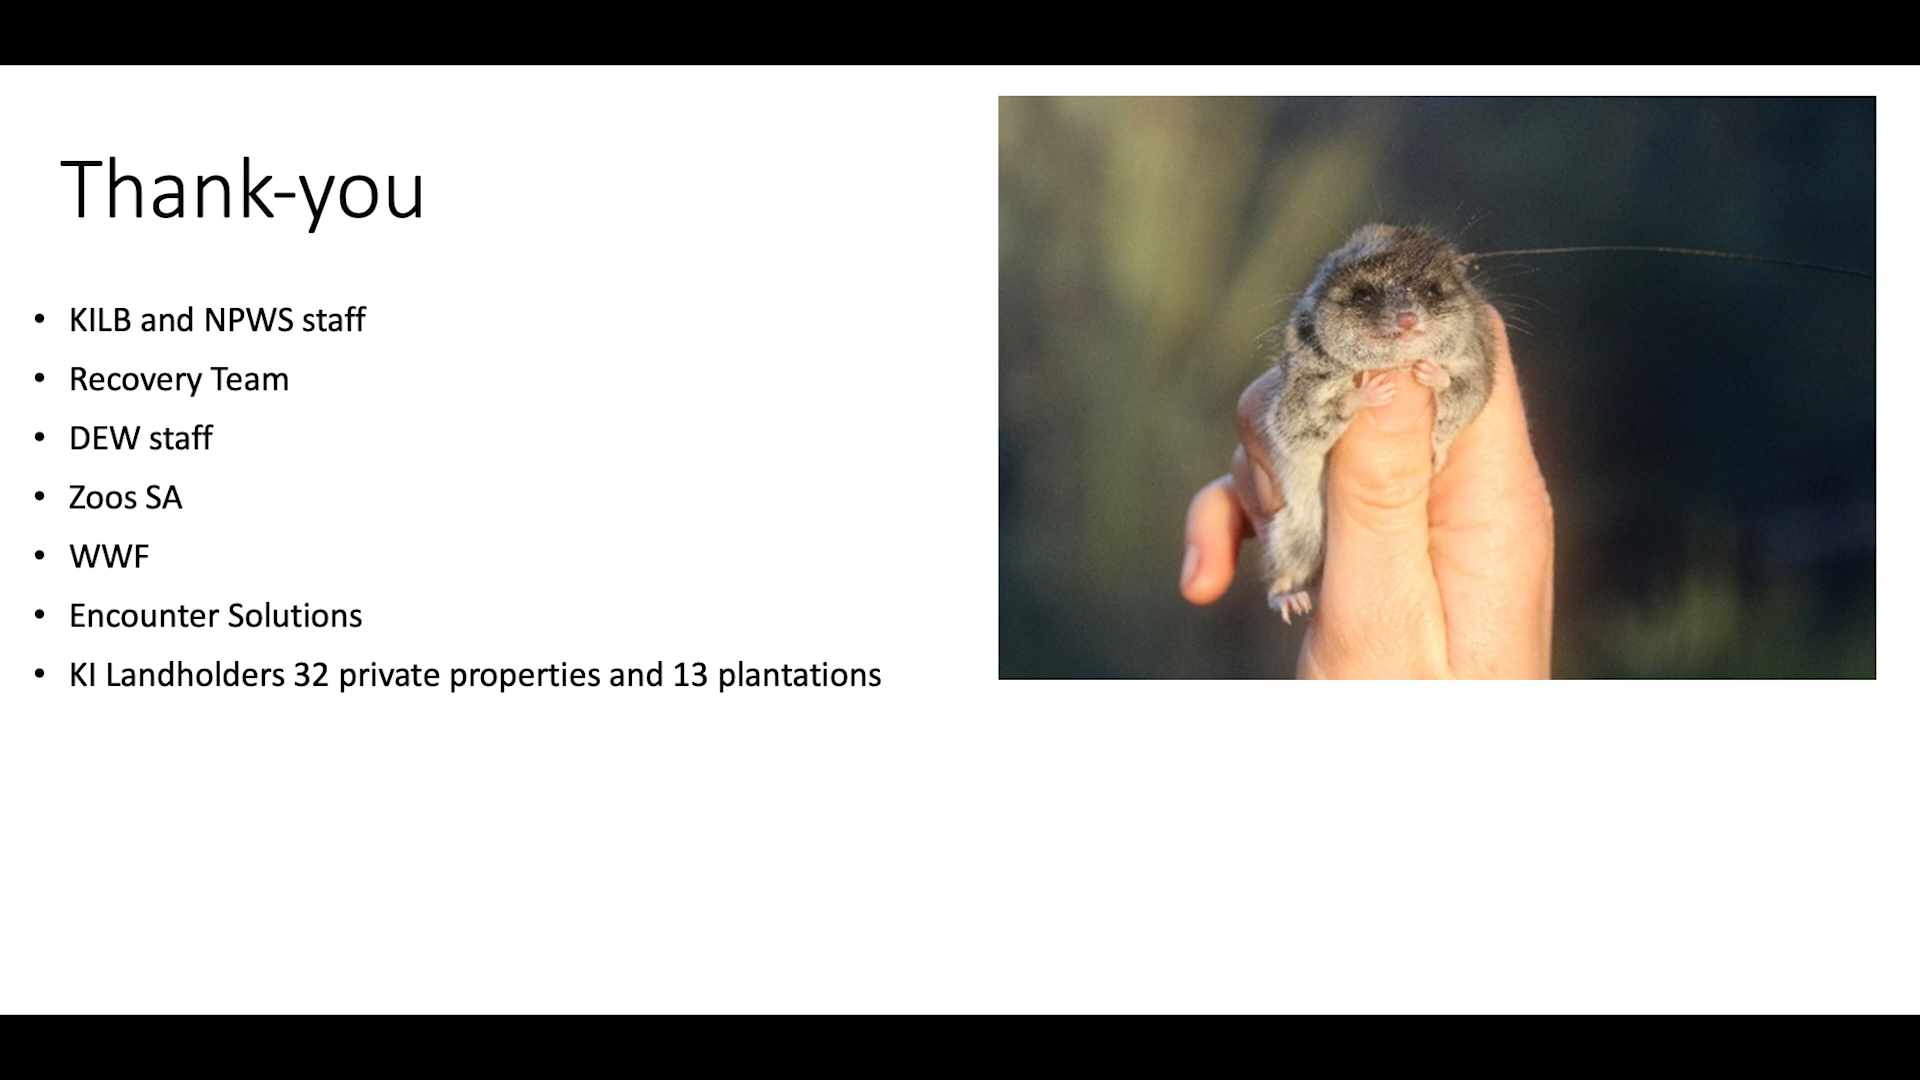 Thank-you
• KILB and NPWS staff
• Recovery Team
• DEW staff
• Zoos SA
• WWF
• Encounter Solutions
• KI Landholders 32 private properties and 13 plantations